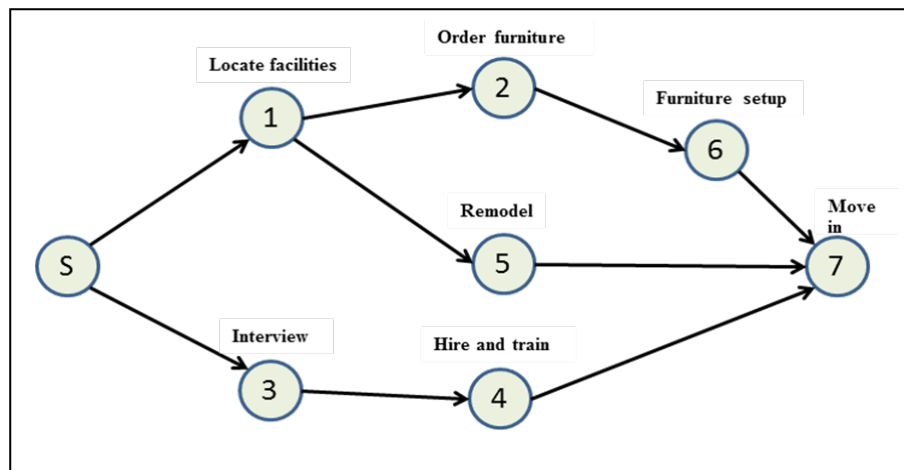 Order furniture
Locate facilities
2
Furniture setup
1
6
Remodel
Move
in
S
5
7
Interview
Hire and train
3
4